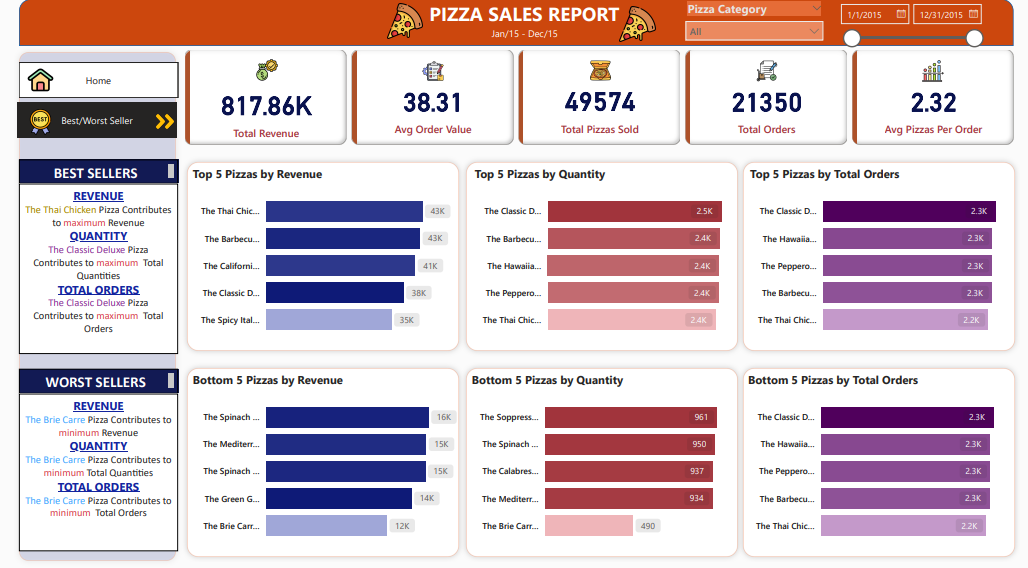 PIZZA SALES REPORT
Jan/15 - Dec/15
Pizza Category
All
1/1/2015
12/31/2015
Home
BEST
Best/Worst Seller
817.86K
Total Revenue
38.31
Avg Order Value
49574
Total Pizzas Sold
21350
Total Orders
2.32
Avg Pizzas Per Order
BEST SELLERS
REVENUE
The Thai Chicken Pizza Contributes
to maximum Revenue
QUANTITY
The Classic Deluxe Pizza
Contributes to maximum Total
Quantities
TOTAL ORDERS
The Classic Deluxe Pizza
Contributes to maximum Total
Orders
Top 5 Pizzas by Revenue
The Thai Chic... 43K
The Barbecu... 43K
The Californi... 41K
The Classic D... 38K
The Spicy Ital... 35K
Top 5 Pizzas by Quantity
The Classic D... 2.5K
The Barbecu... 2.4K
The Hawaiia... 2.4K
The Peppero... 2.4K
The Thai Chic... 2.4K
Top 5 Pizzas by Total Orders
The Classic D... 2.3K
The Hawaiia... 2.3K
The Peppero... 2.3K
The Barbecu... 2.3K
The Thai Chic... 2.2K
WORST SELLERS
REVENUE
The Brie Carre Pizza Contributes to
minimum Revenue
QUANTITY
The Brie Carre Pizza Contributes to
minimum Total Quantities
TOTAL ORDERS
The Brie Carre Pizza Contributes to
minimum Total Orders
Bottom 5 Pizzas by Revenue
The Spinach ... 16K
The Mediterr... 15K
The Spinach ... 15K
The Green G... 14K
The Brie Carr... 12K
Bottom 5 Pizzas by Quantity
The Soppress... 961
The Spinach ... 950
The Calabres... 937
The Mediterr... 934
The Brie Carr... 490
Bottom 5 Pizzas by Total Orders
The Classic D... 2.3K
The Hawaiia... 2.3K
The Peppero... 2.3K
The Barbecu... 2.3K
The Thai Chic... 2.2K